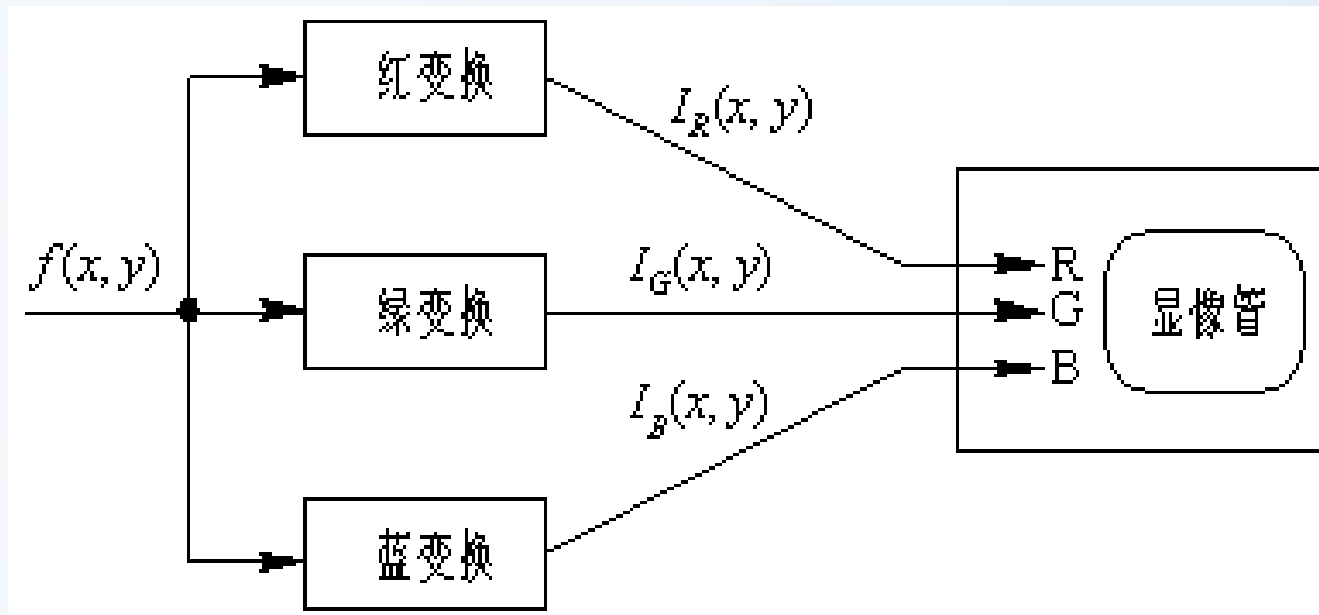 红变换
I_R(x, y)
f(x, y)
绿变换
I_G(x, y)
R
G
B
显像管
I_B(x, y)
蓝变换